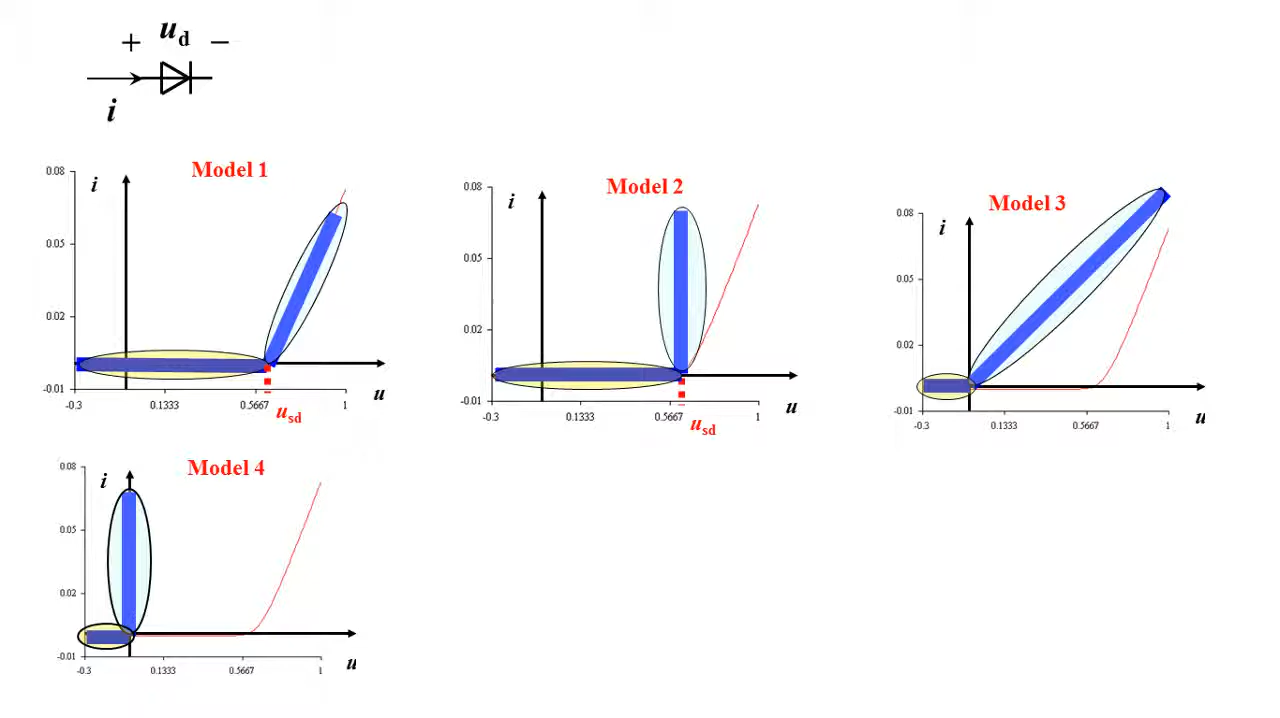 + u_d −
i
Model 1
0.08
i
0.05
0.02
-0.01
-0.3 0.1333 0.5667 1
u
u_sd
Model 2
0.08
i
0.05
0.02
-0.01
-0.3 0.1333 0.5667 1
u
u_sd
Model 3
0.08
i
0.05
0.02
-0.01
-0.3 0.1333 0.5667 1
u
Model 4
0.08
i
0.05
0.02
-0.01
-0.3 0.1333 0.5667 1
u